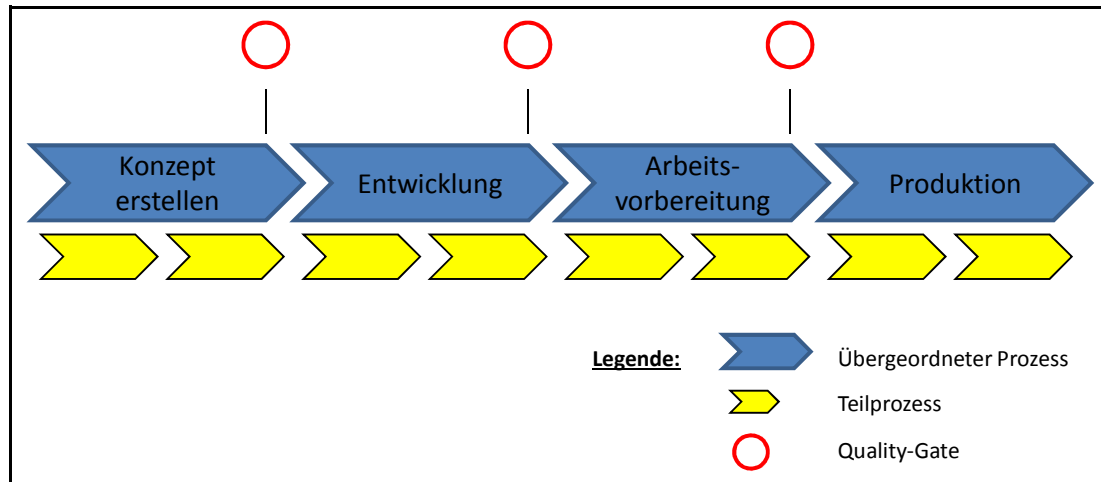 Konzept
erstellen
Entwicklung
Arbeits-
vorbereitung
Produktion
Legende:
Übergeordneter Prozess
Teilprozess
Quality-Gate